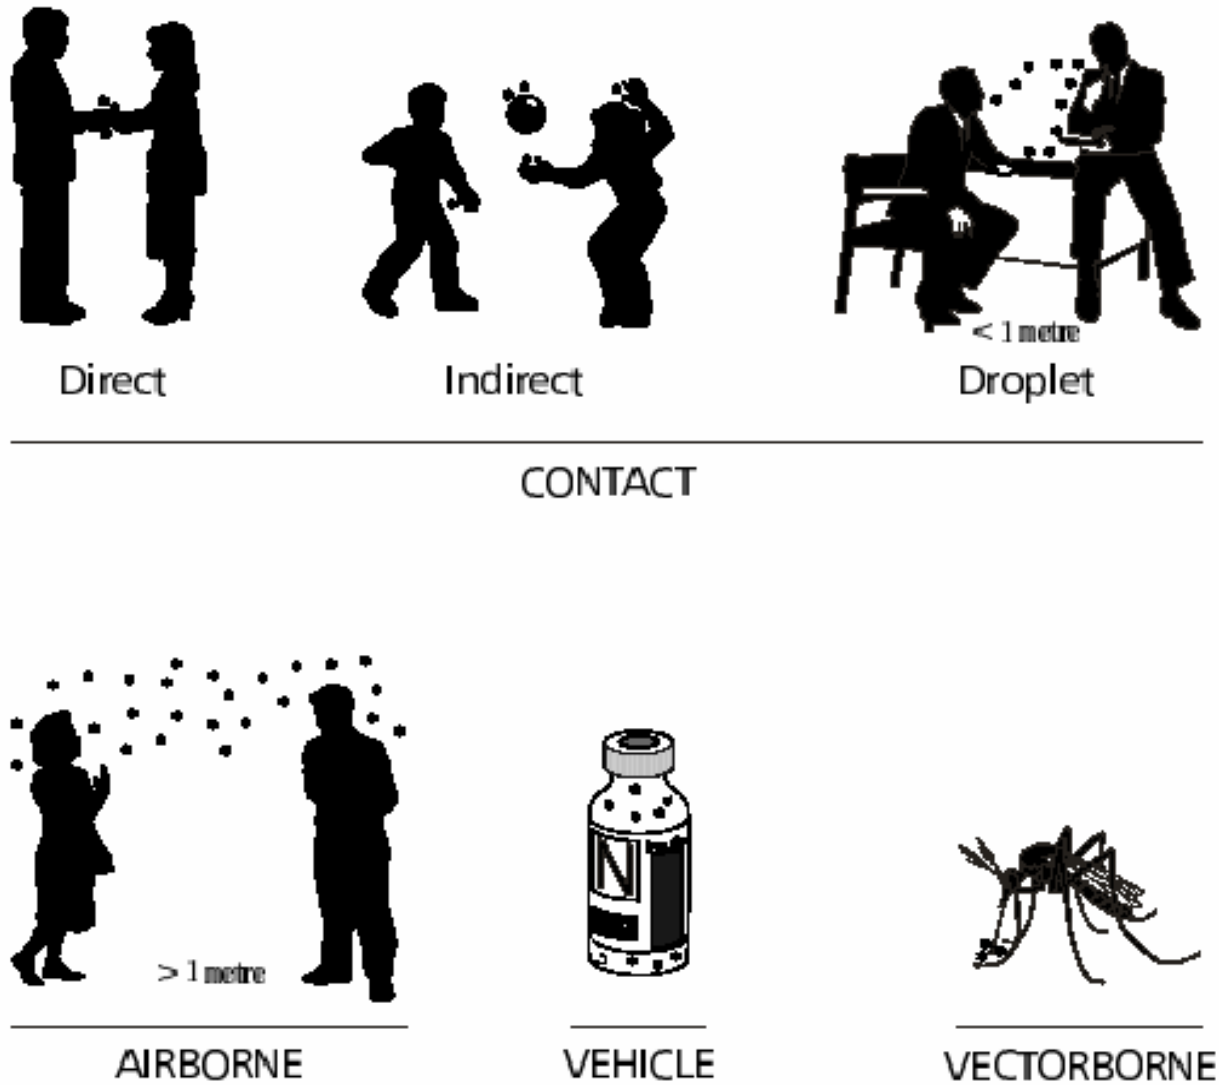 < 1 metre
Direct
Indirect
Droplet
CONTACT
> 1 metre
N
AIRBORNE
VEHICLE
VECTORBORNE